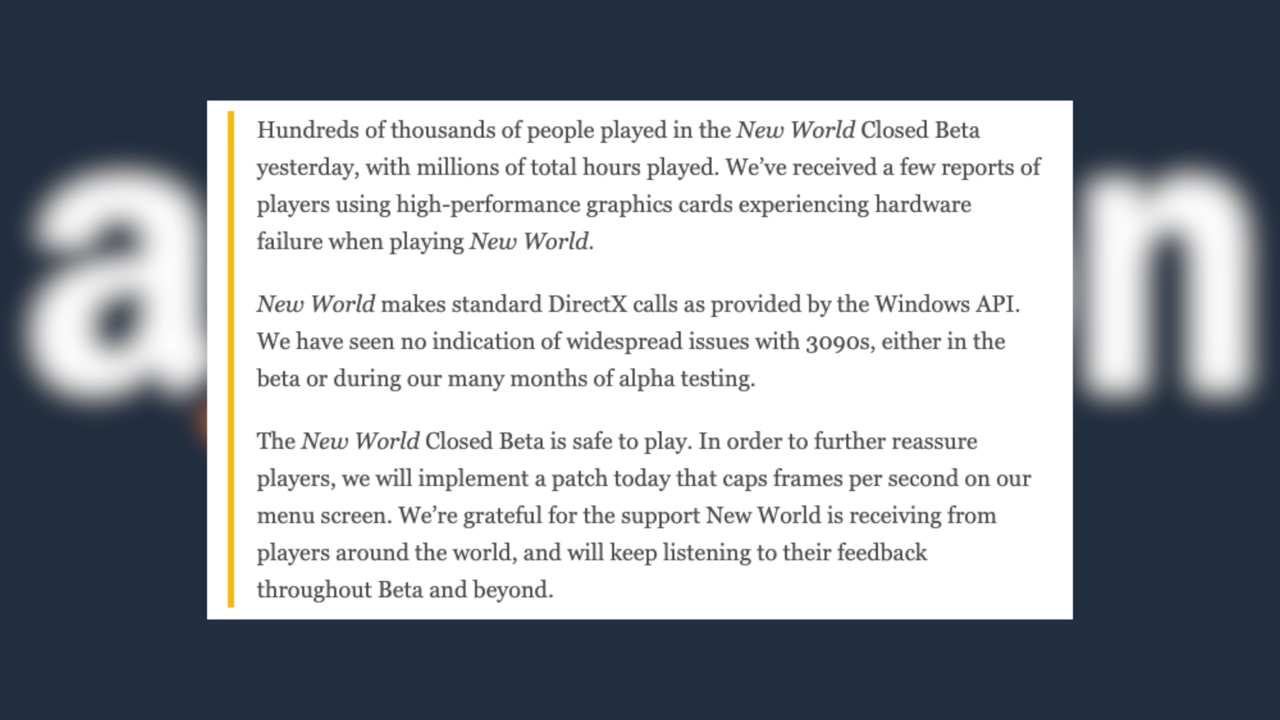 Hundreds of thousands of people played in the New World Closed Beta
yesterday, with millions of total hours played. We’ve received a few reports of
players using high-performance graphics cards experiencing hardware
failure when playing New World.
New World makes standard DirectX calls as provided by the Windows API.
We have seen no indication of widespread issues with 3090s, either in the
beta or during our many months of alpha testing.
The New World Closed Beta is safe to play. In order to further reassure
players, we will implement a patch today that caps frames per second on our
menu screen. We’re grateful for the support New World is receiving from
players around the world, and will keep listening to their feedback
throughout Beta and beyond.
a
n